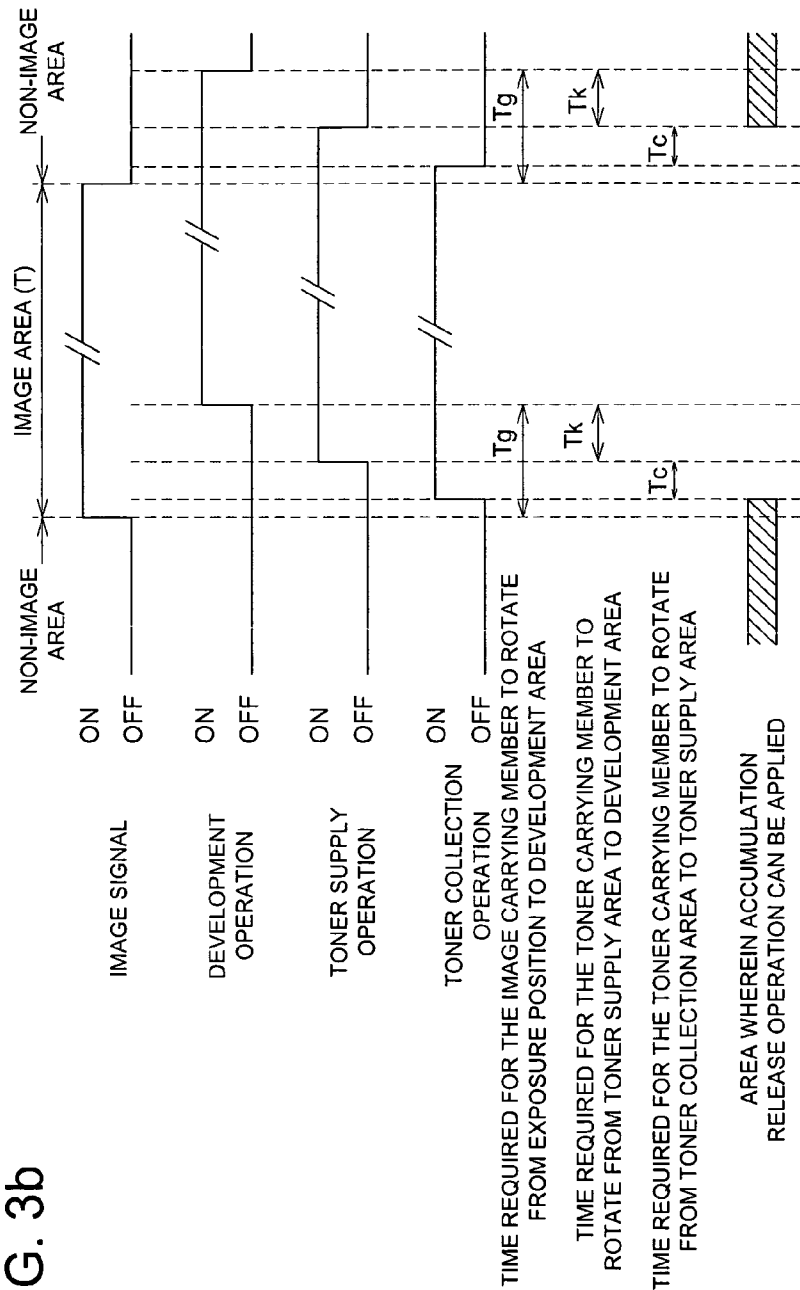 G. 3b
NON-IMAGE
AREA
IMAGE AREA (T)
NON-IMAGE
AREA
IMAGE SIGNAL
ON
OFF
DEVELOPMENT
OPERATION
ON
OFF
TONER SUPPLY
OPERATION
ON
OFF
TONER COLLECTION
OPERATION
ON
OFF
TIME REQUIRED FOR THE IMAGE CARRYING MEMBER TO ROTATE
FROM EXPOSURE POSITION TO DEVELOPMENT AREA
Tg
Tg
TIME REQUIRED FOR THE TONER CARRYING MEMBER TO
ROTATE FROM TONER SUPPLY AREA TO DEVELOPMENT AREA
Tk
Tk
TIME REQUIRED FOR THE TONER CARRYING MEMBER TO ROTATE
FROM TONER COLLECTION AREA TO TONER SUPPLY AREA
Tc
Tc
AREA WHEREIN ACCUMULATION
RELEASE OPERATION CAN BE APPLIED